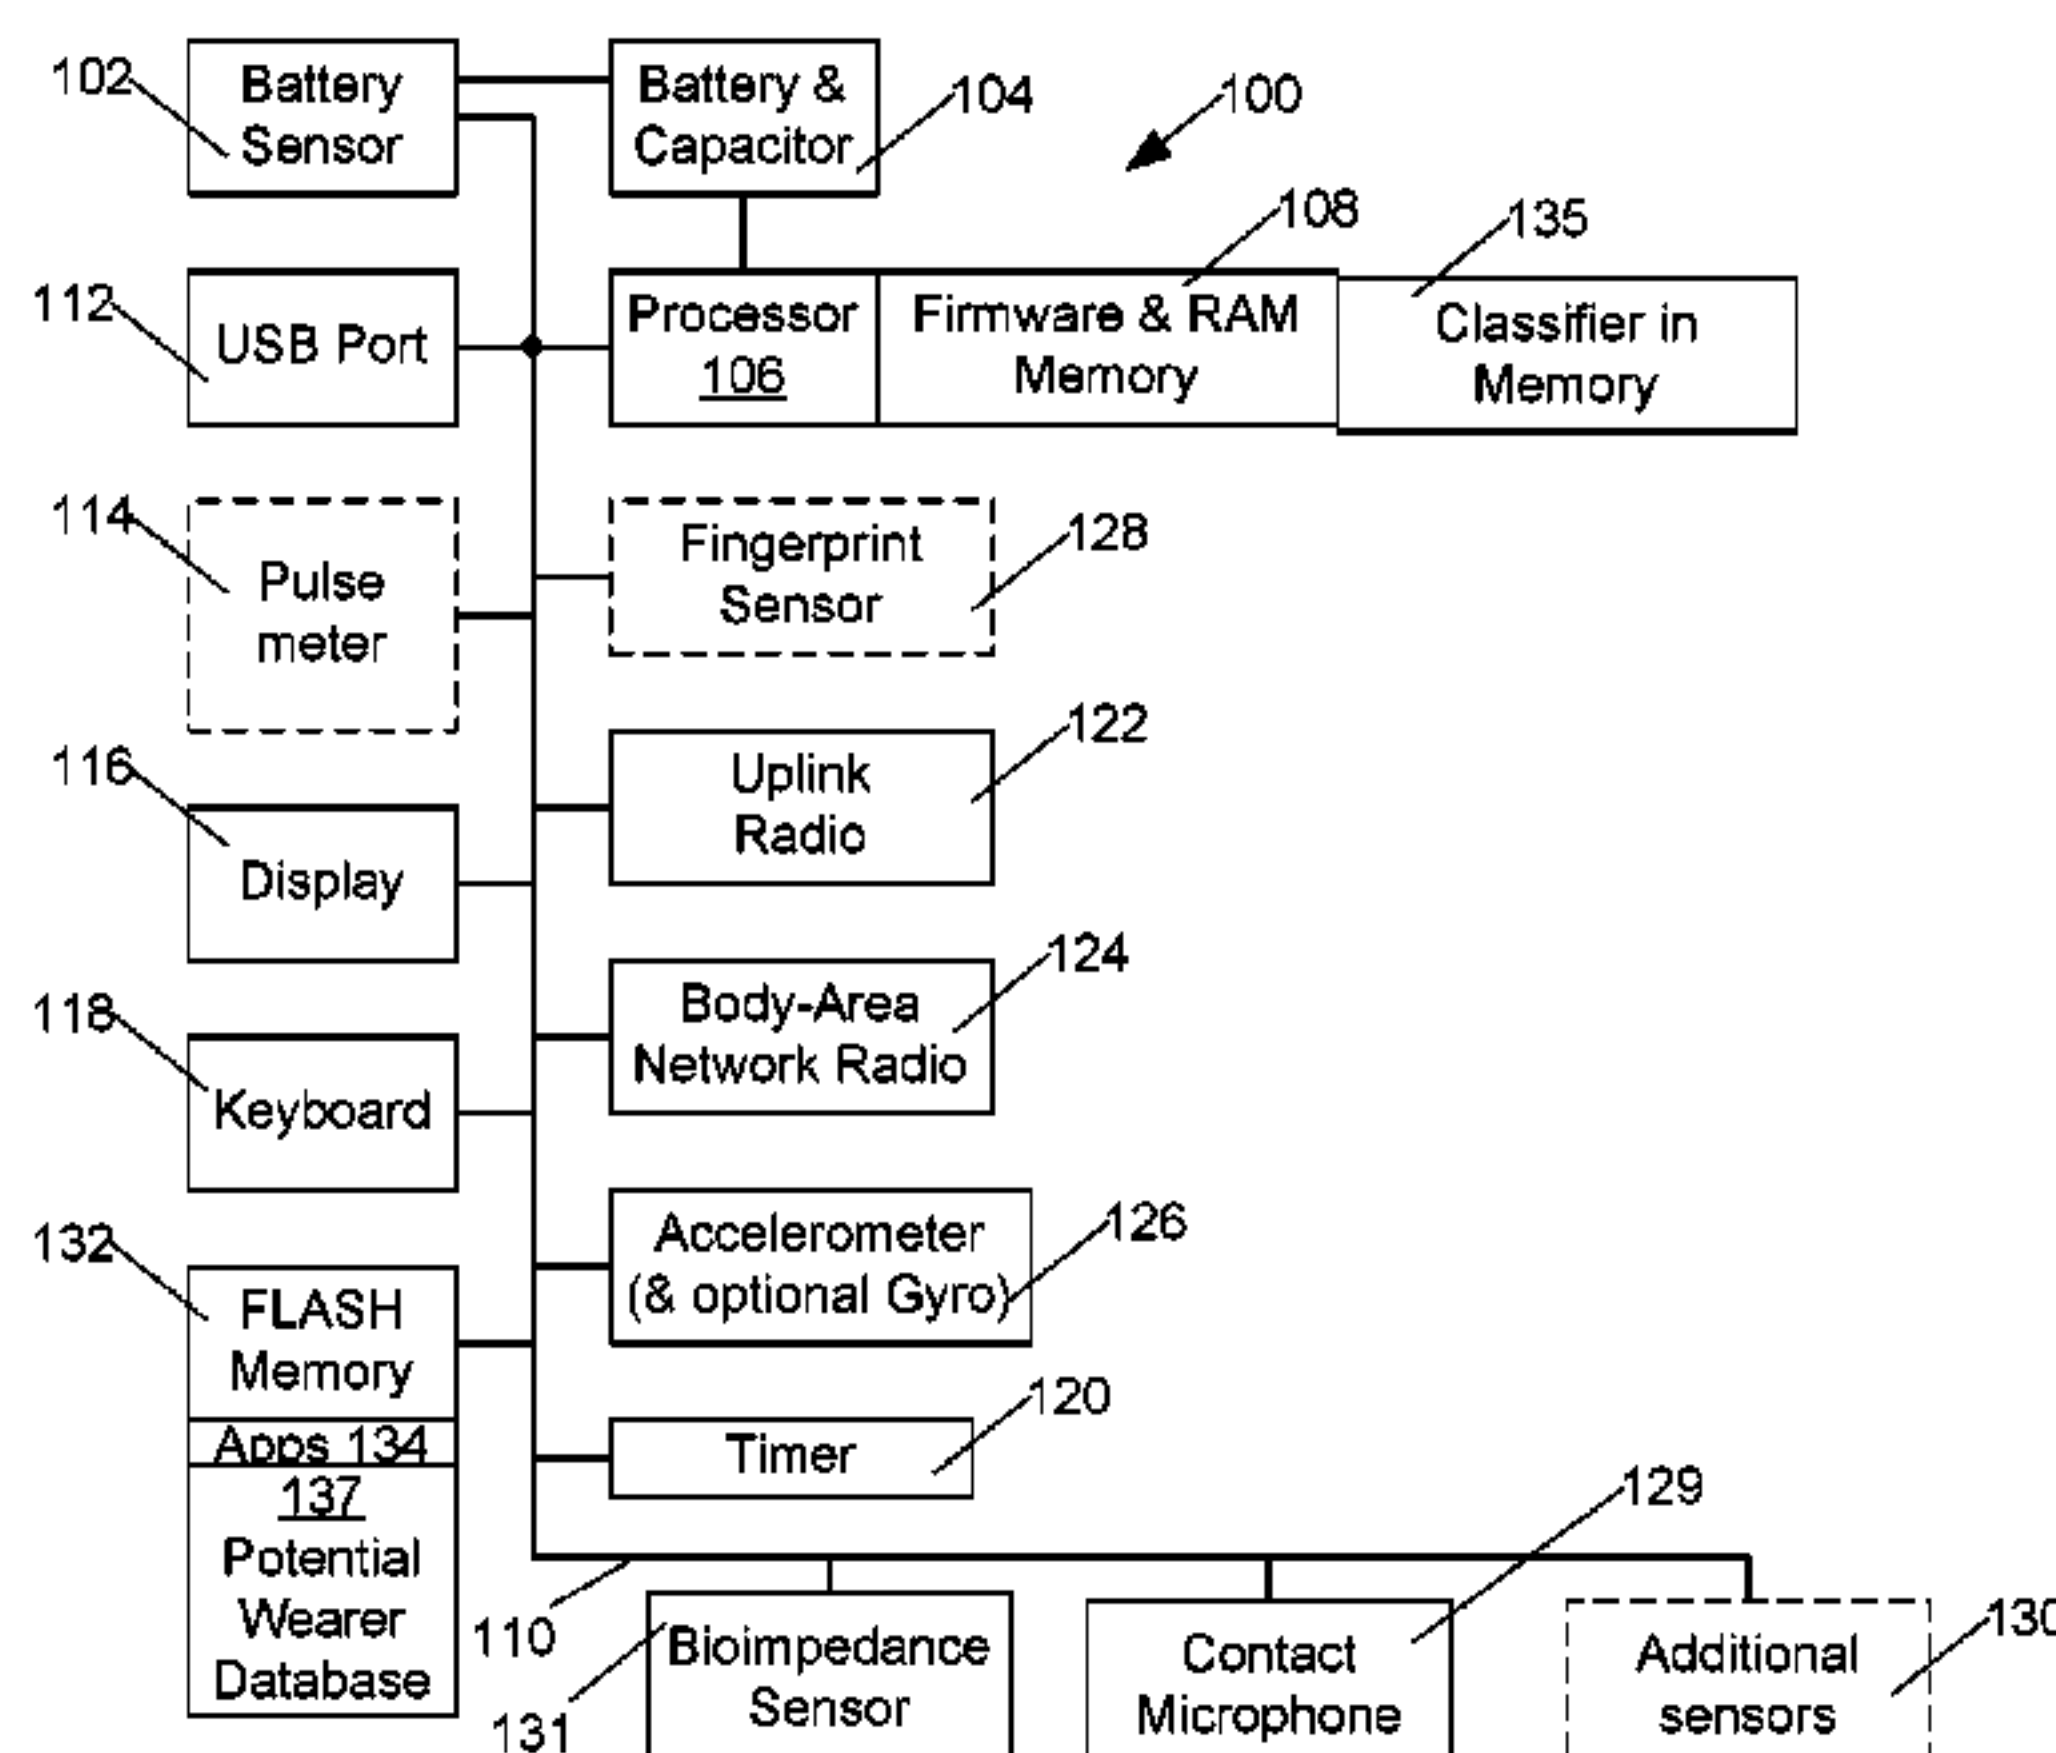 102
Battery
Sensor
Battery &
Capacitor
104
100
108
135
112
USB Port
Processor
106
Firmware & RAM
Memory
Classifier in
Memory
114
Pulse
meter
Fingerprint
Sensor
128
122
116
Uplink
Radio
Display
124
118
Body-Area
Network Radio
Keyboard
132
Accelerometer
(& optional Gyro)
126
FLASH
Memory
120
Apps 134
Timer
137
Potential
Wearer
Database
129
110
131
Bioimpedance
Sensor
Contact
Microphone
Additional
sensors
130